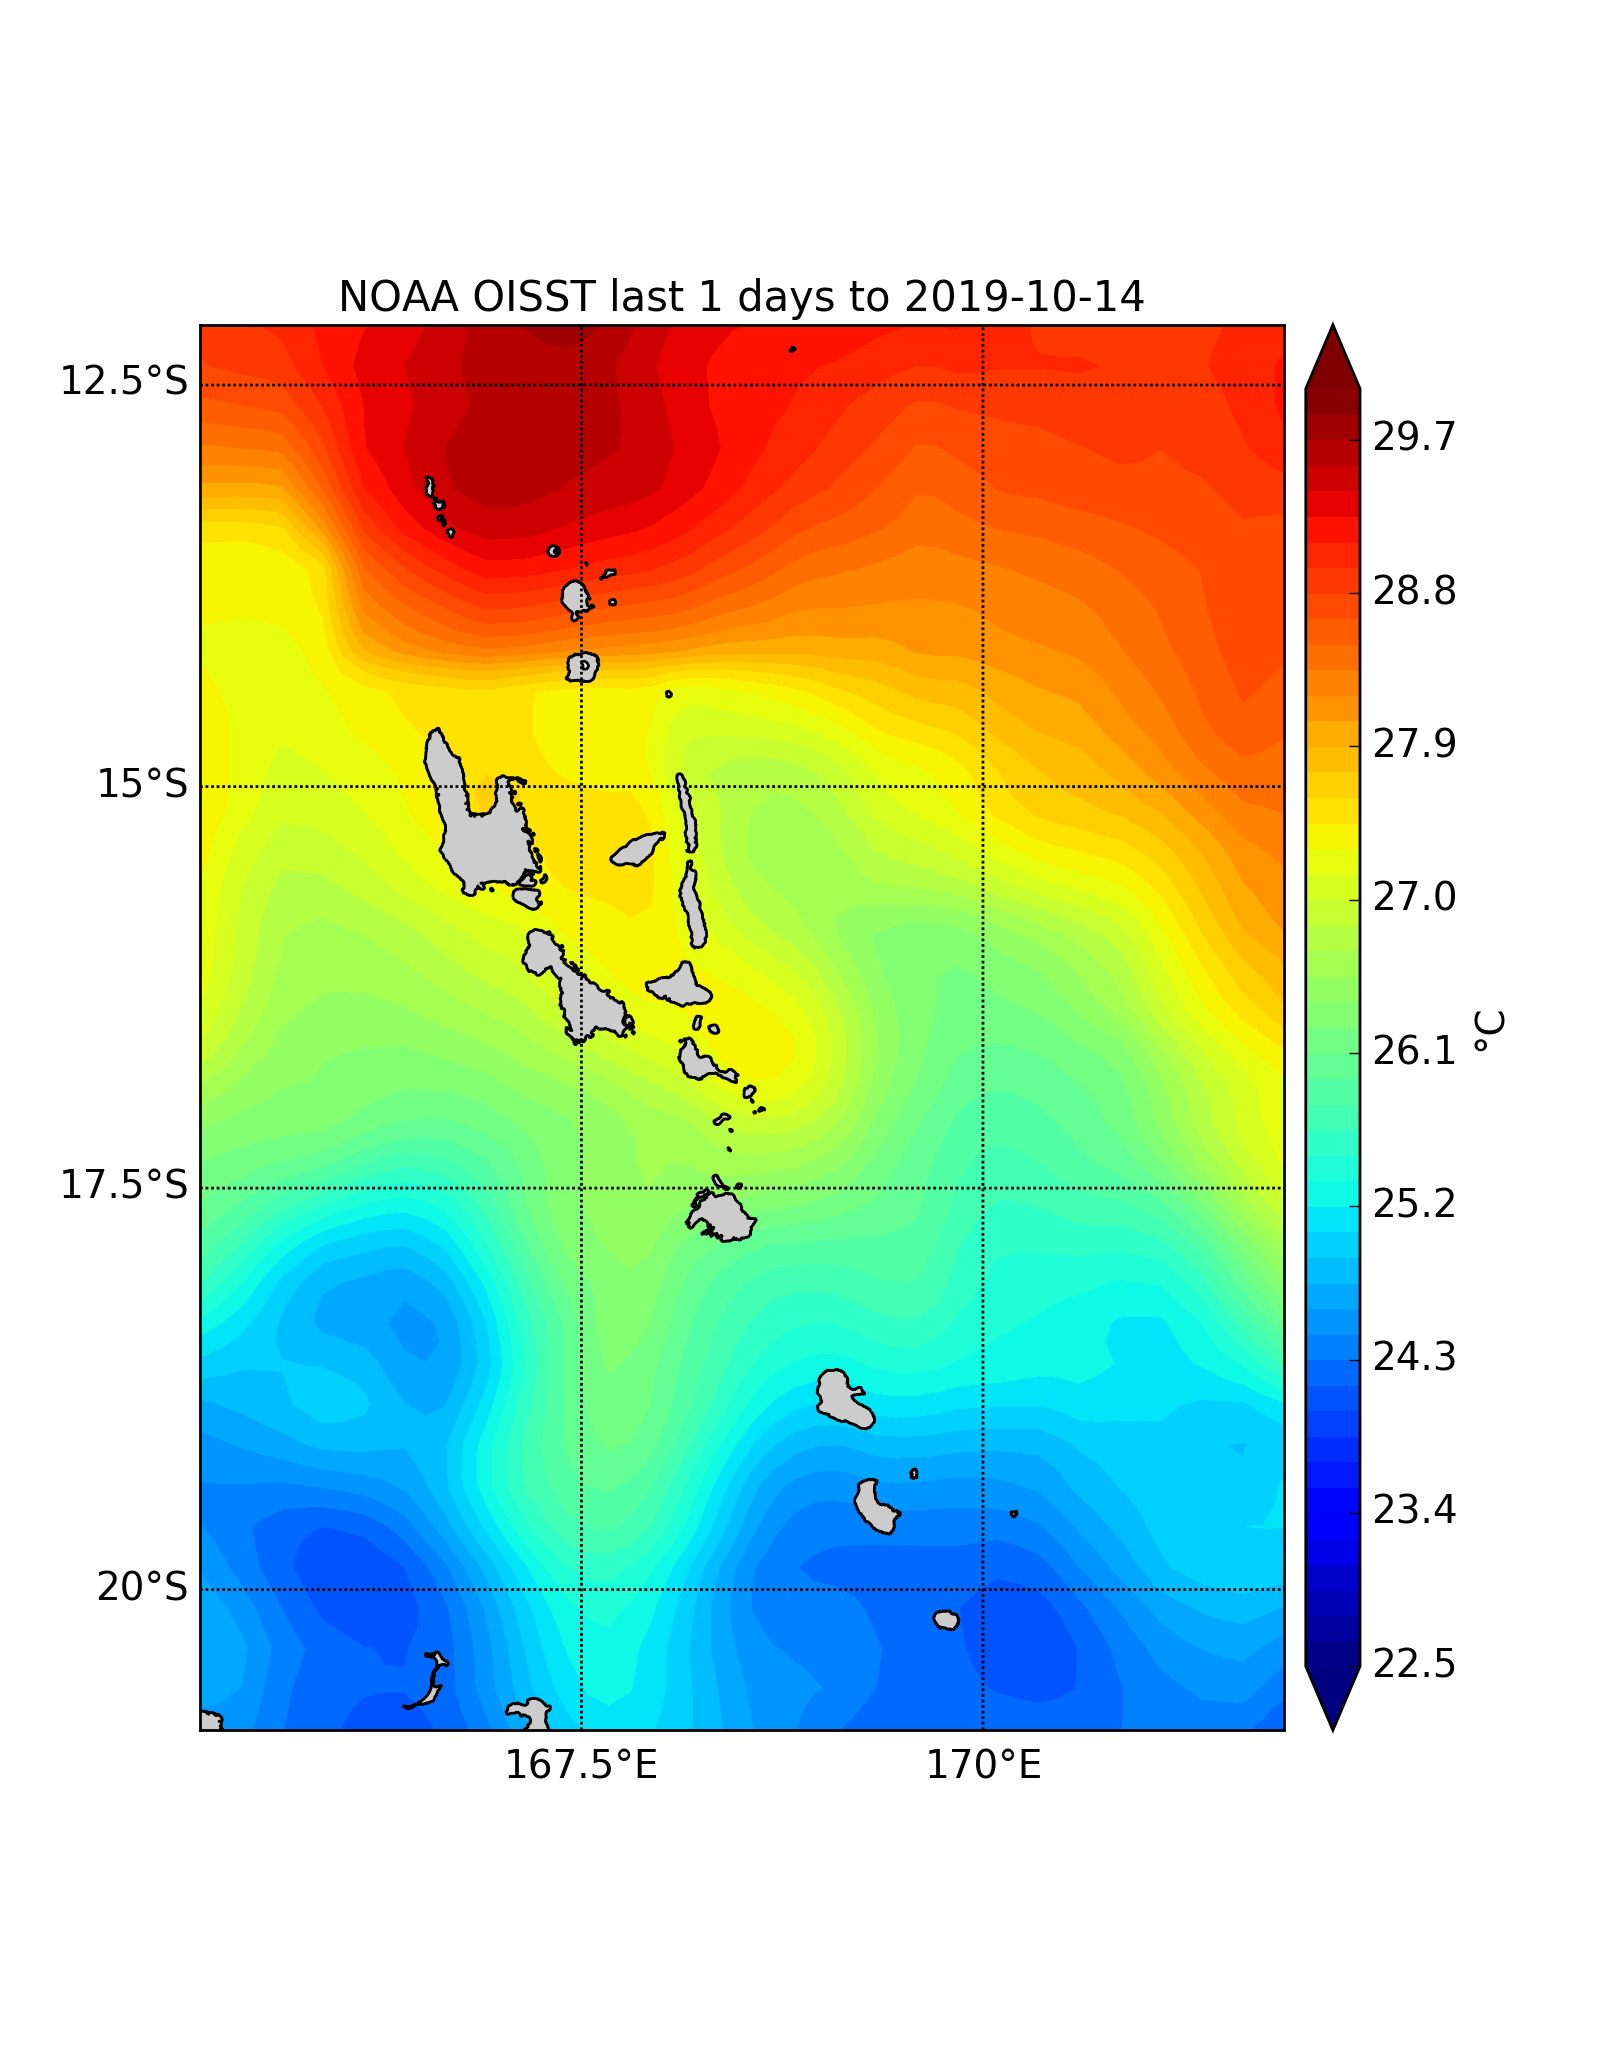 NOAA OISST last 1 days to 2019-10-14
12.5°S
15°S
17.5°S
20°S
167.5°E
170°E
29.7
28.8
27.9
27.0
26.1
25.2
24.3
23.4
22.5
°C